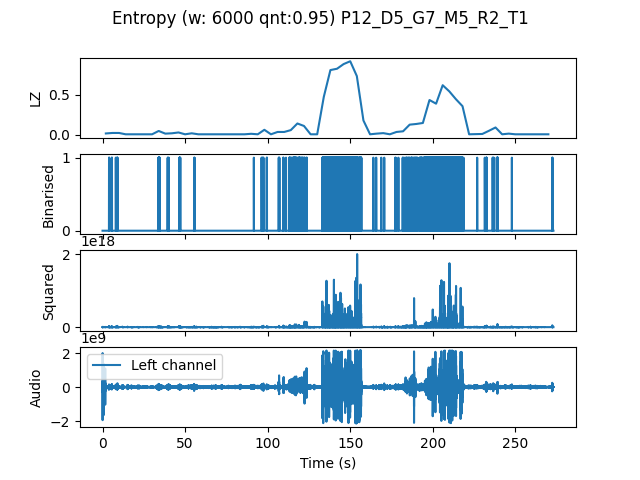 Entropy (w: 6000 qnt:0.95) P12_D5_G7_M5_R2_T1
LZ
0.5
0.0
Binarised
1
0
1e18
Squared
2
0
1e9
Audio
2
0
−2
Left channel
0 50 100 150 200 250
Time (s)